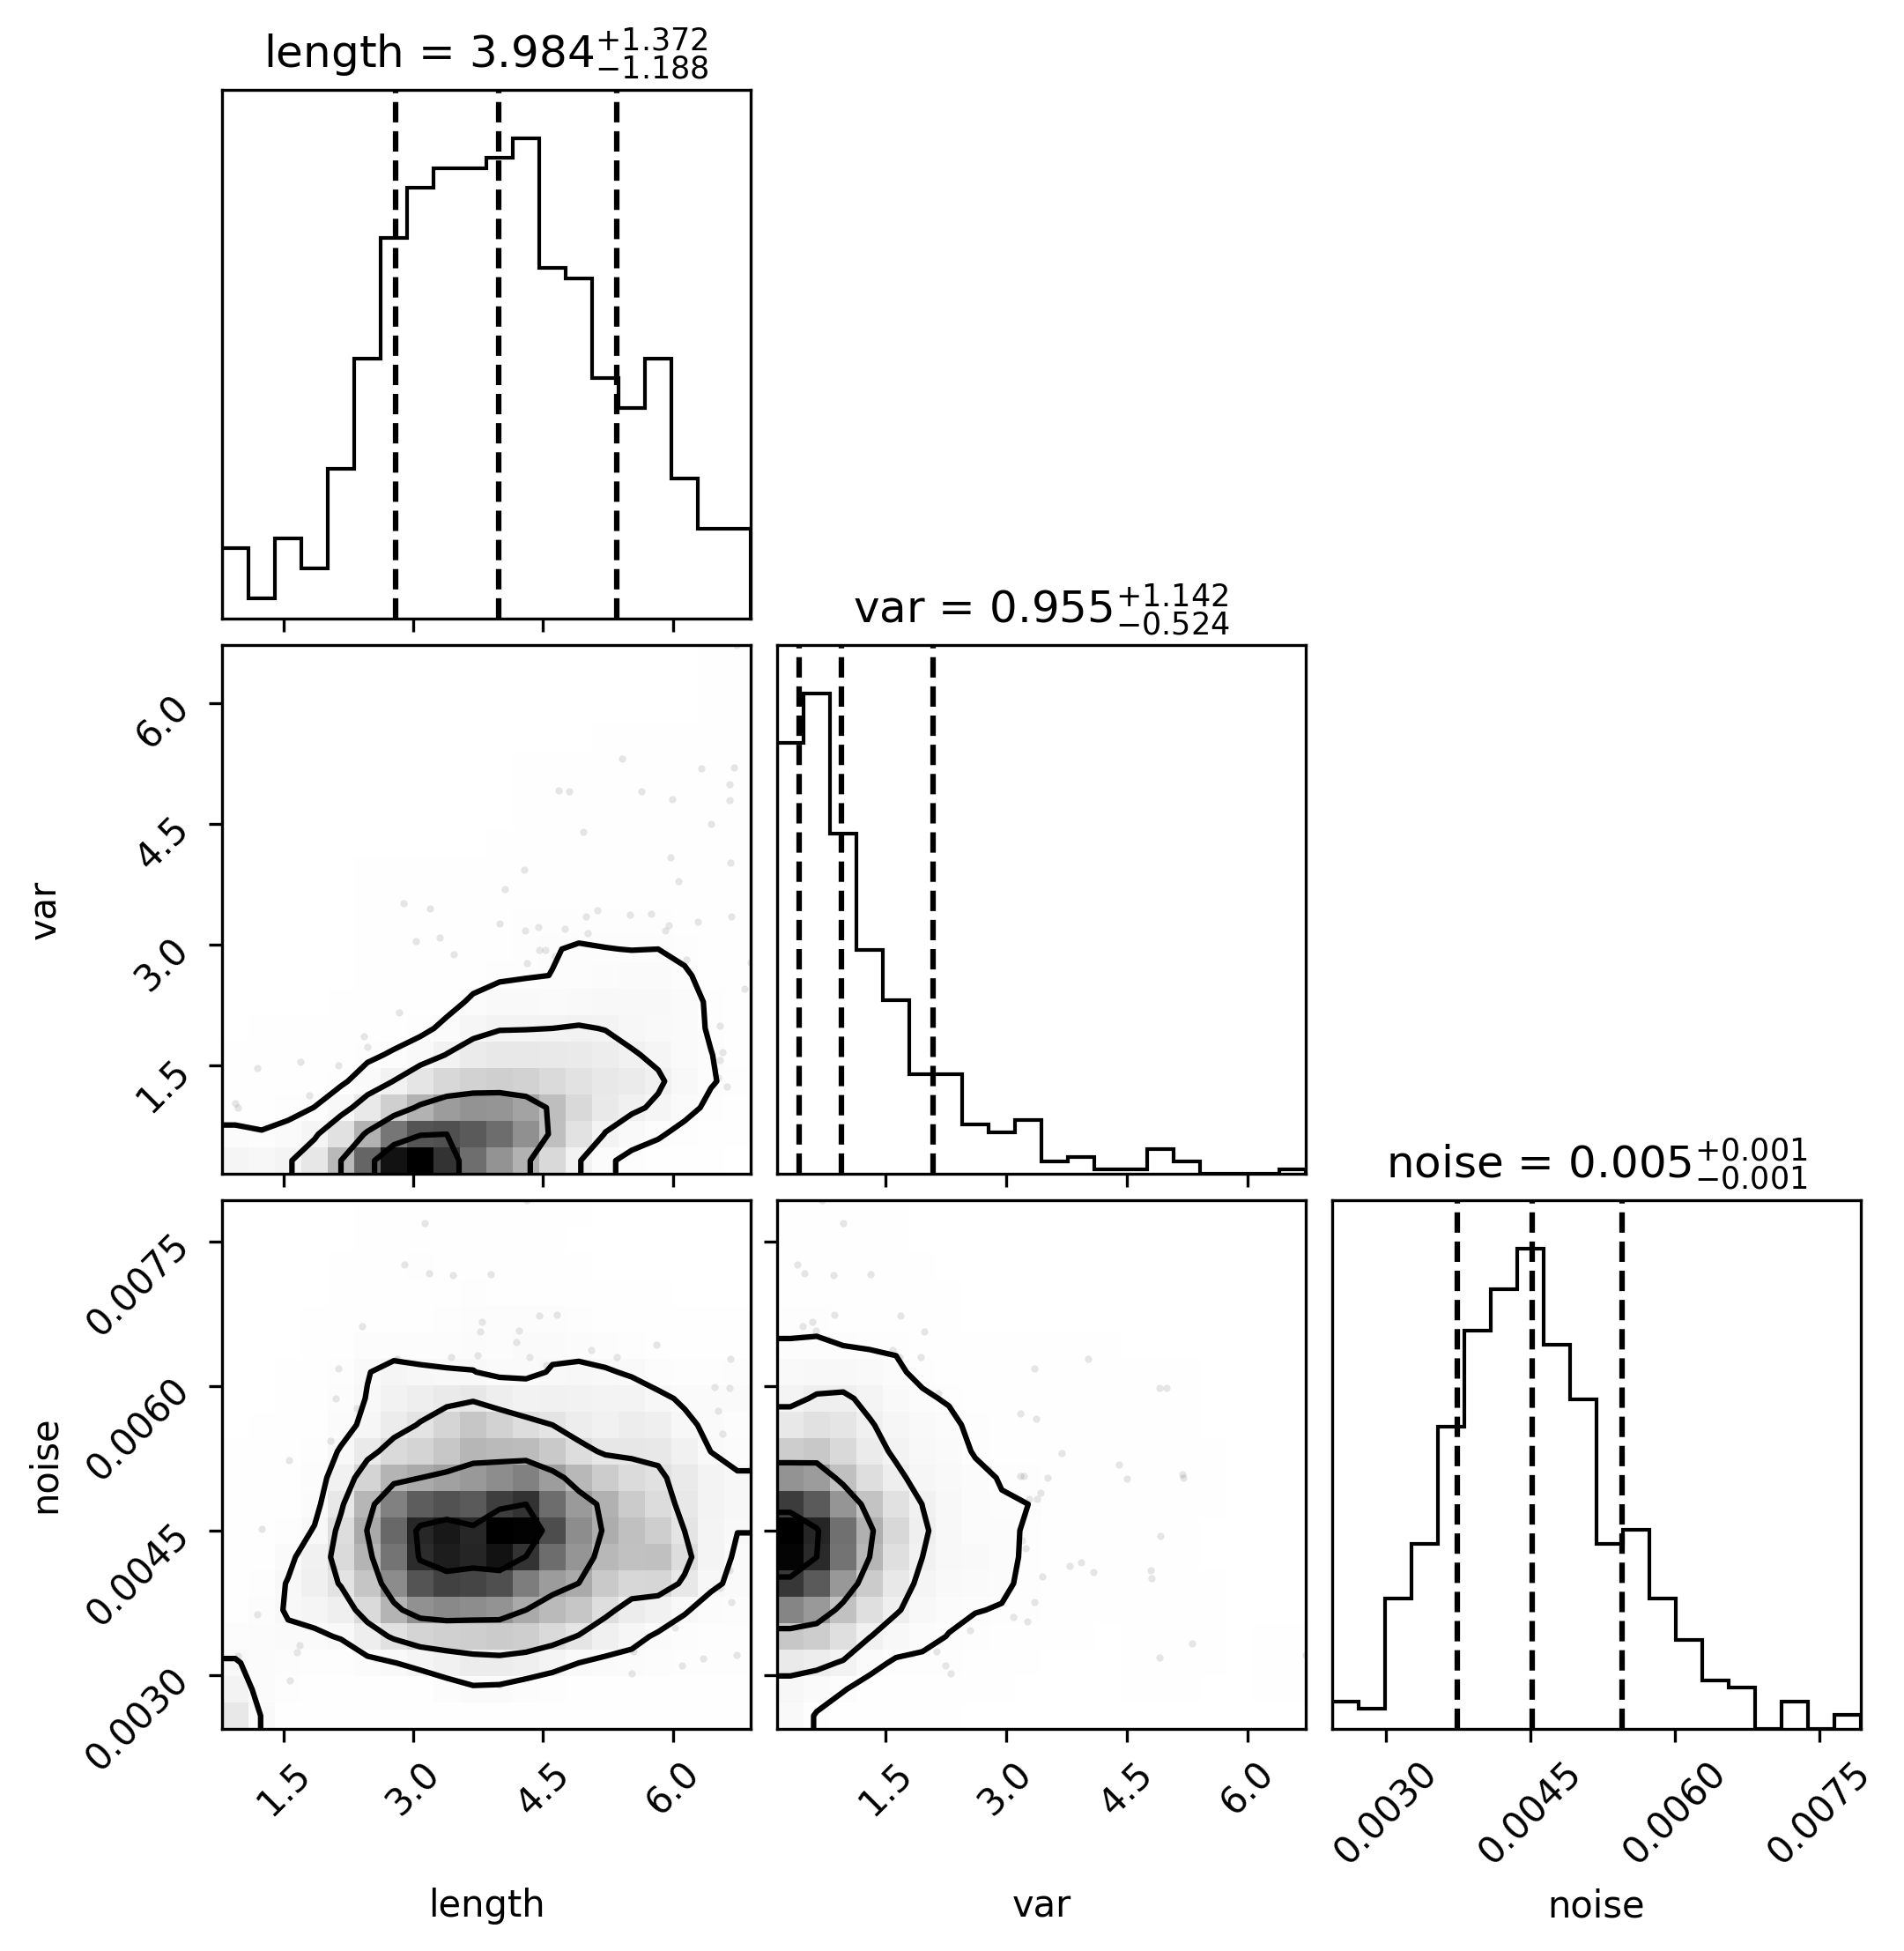 length = 3.984 +1.372 −1.188
var = 0.955 +1.142 −0.524
6.0
4.5
3.0
1.5
var
noise = 0.005 +0.001 −0.001
0.0075
0.0060
0.0045
0.0030
noise
1.5 3.0 4.5 6.0 1.5 3.0 4.5 6.0 0.0030 0.0045 0.0060 0.0075
length var noise